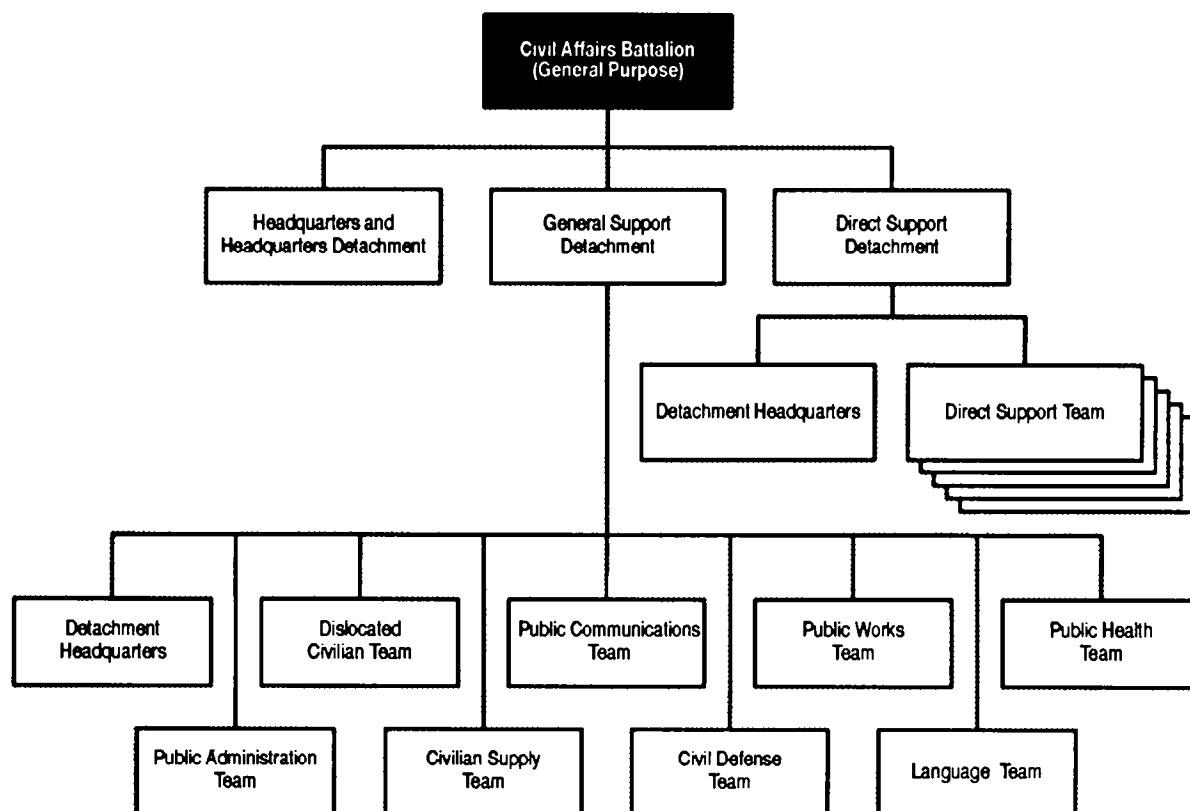 Civil Affairs Battalion
(General Purpose)
Headquarters and
Headquarters Detachment
General Support
Detachment
Direct Support
Detachment
Detachment Headquarters
Direct Support Team
Detachment
Headquarters
Dislocated
Civilian Team
Public Communications
Team
Public Works
Team
Public Health
Team
Public Administration
Team
Civilian Supply
Team
Civil Defense
Team
Language Team